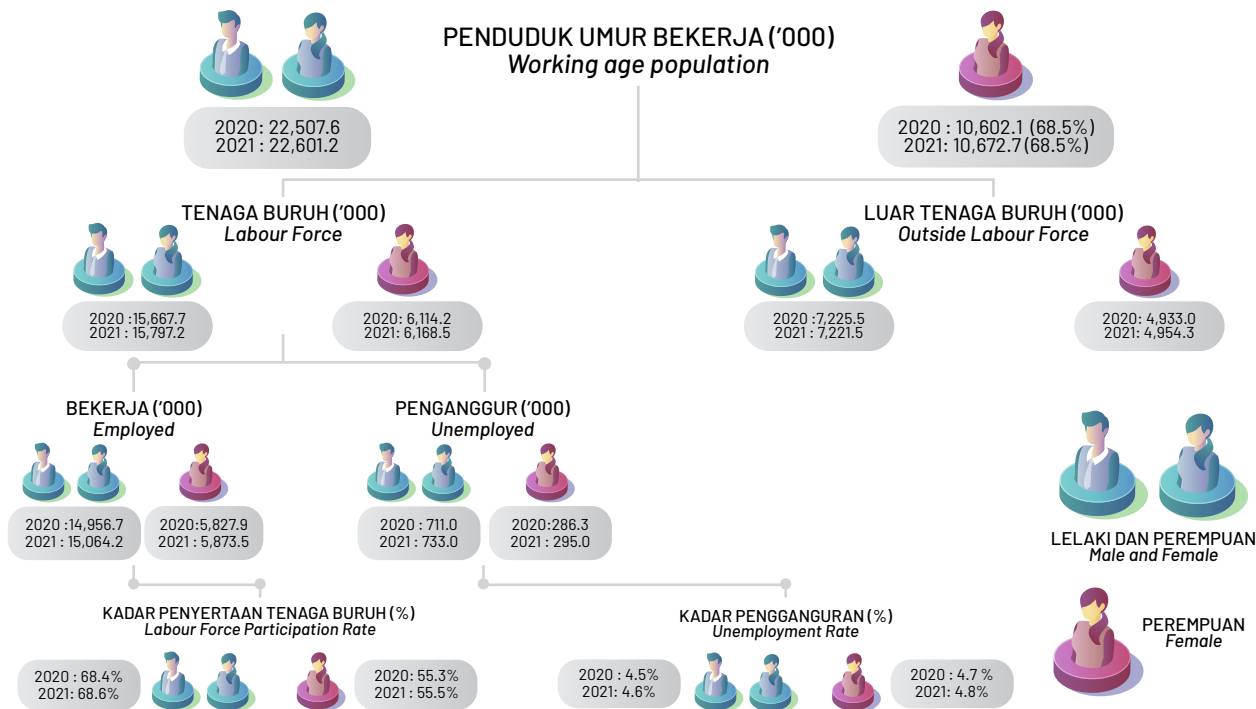 PENDUDUK UMUR BEKERJA ('000)
Working age population
2020: 22,507.6
2021 : 22,601.2
2020 : 10,602.1 (68.5%)
2021: 10,672.7 (68.5%)
TENAGA BURUH ('000)
Labour Force
LUAR TENAGA BURUH ('000)
Outside Labour Force
2020 :15,667.7
2021 : 15,797.2
2020: 6,114.2
2021: 6,168.5
2020 :7,225.5
2021: 7,221.5
2020: 4,933.0
2021: 4,954.3
BEKERJA ('000)
Employed
PENGANGGUR ('000)
Unemployed
2020 :14,956.7
2021 : 15,064.2
2020:5,827.9
2021 : 5,873.5
2020 : 711.0
2021 : 733.0
2020:286.3
2021 : 295.0
LELAKI DAN PEREMPUAN
Male and Female
KADAR PENYERTAAN TENAGA BURUH (%)
Labour Force Participation Rate
KADAR PENGGANGURAN (%)
Unemployment Rate
PEREMPUAN
Female
2020 : 68.4%
2021: 68.6%
2020: 55.3%
2021 : 55.5%
2020 : 4.5%
2021: 4.6%
2020 : 4.7 %
2021: 4.8%